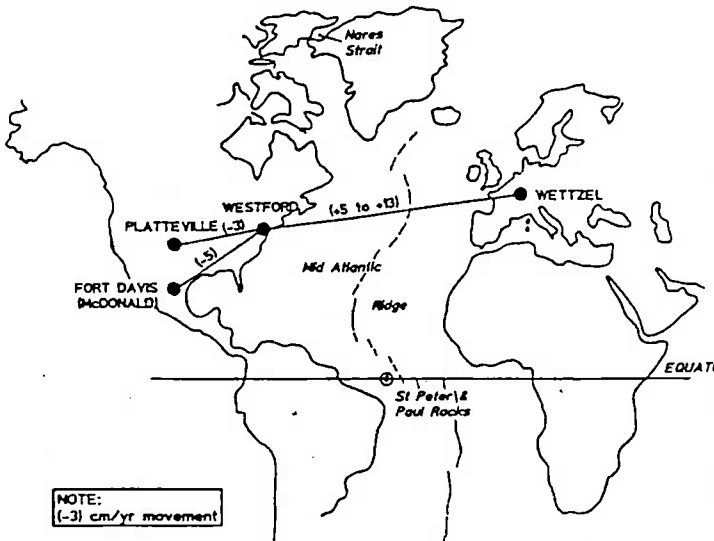 Nares
Strait
WESTFORD
(+5 to +13)
WETTZEL
PLATTEVILLE (-3)
(-5)
FORT DAVIS
(McDONALD)
Mid Atlantic
Ridge
EQUAT
St Peter &
Paul Rocks
NOTE:
(-3) cm/yr movement